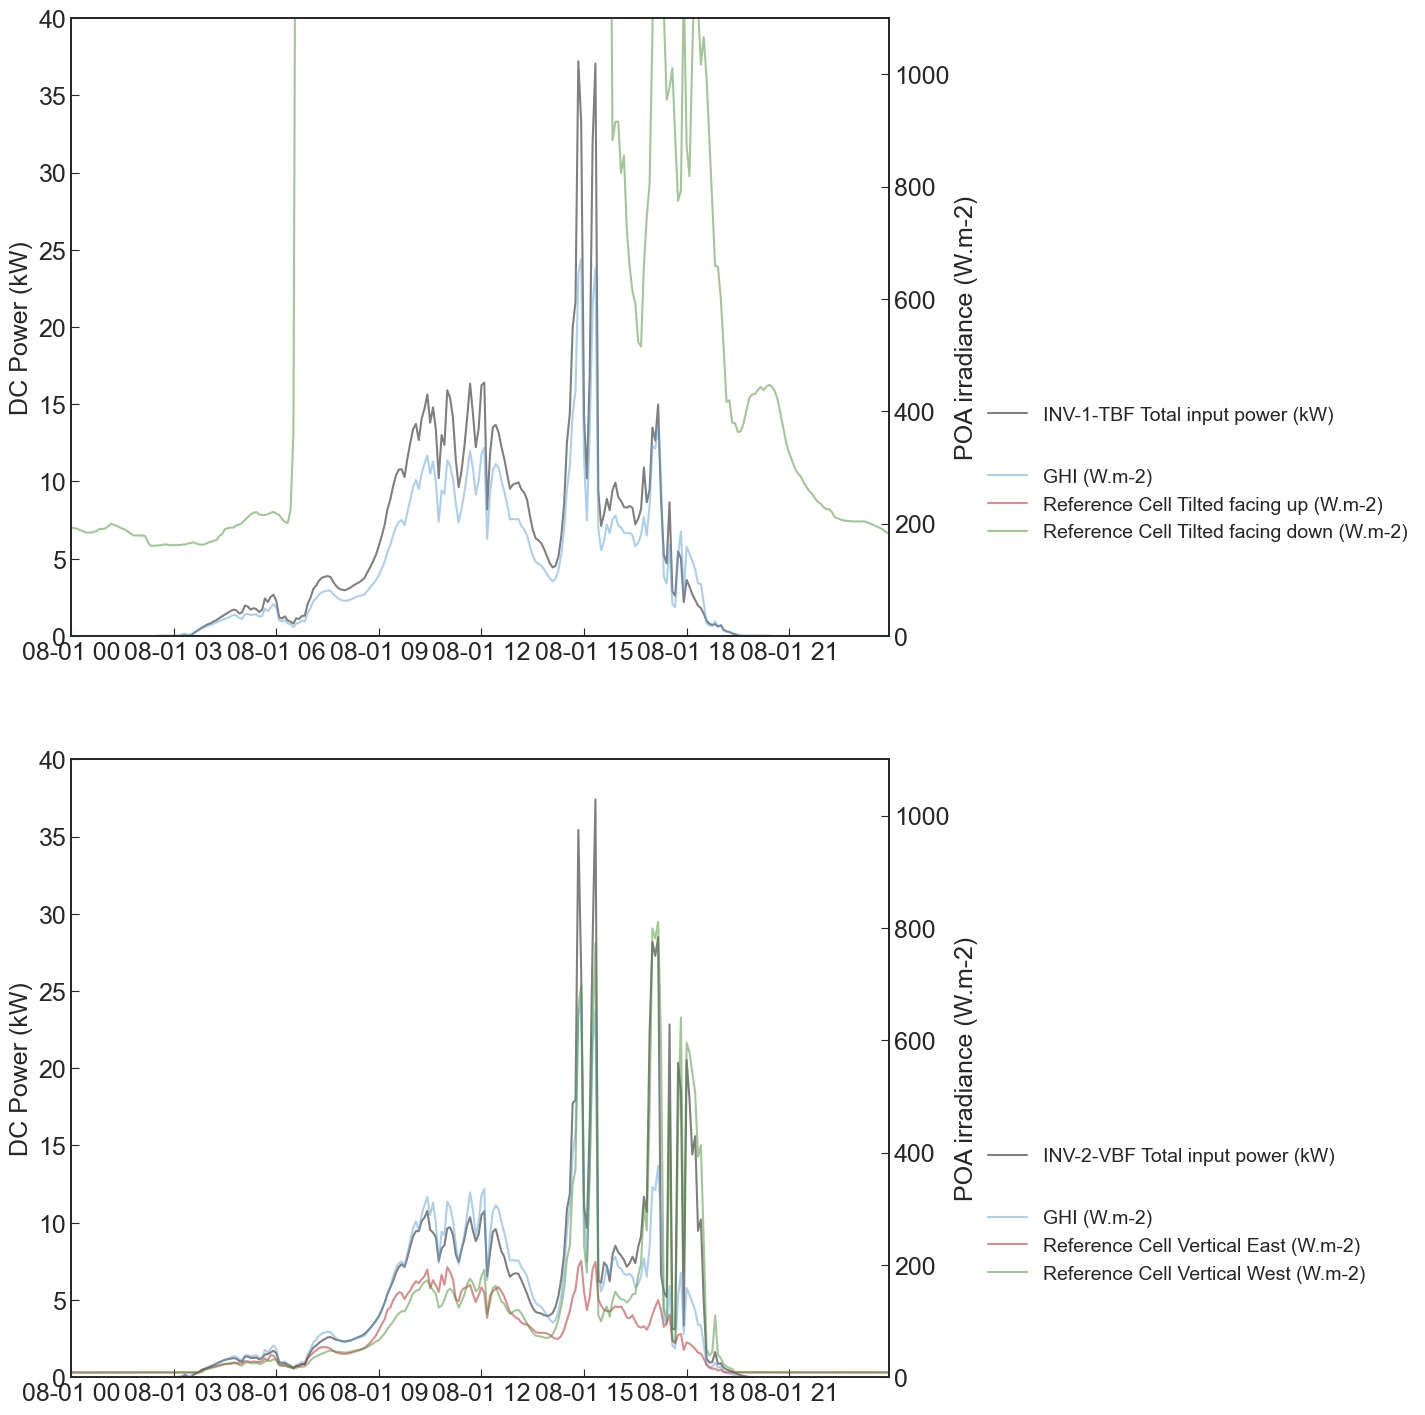 40
35
30
25
20
15
10
5
0
DC Power (kW)
1000
800
600
400
200
0
POA irradiance (W.m-2)
08-01 00 08-01 03 08-01 06 08-01 09 08-01 12 08-01 15 08-01 18 08-01 21
INV-1-TBF Total input power (kW)
GHI (W.m-2)
Reference Cell Tilted facing up (W.m-2)
Reference Cell Tilted facing down (W.m-2)
40
35
30
25
20
15
10
5
0
DC Power (kW)
1000
800
600
400
200
0
POA irradiance (W.m-2)
08-01 00 08-01 03 08-01 06 08-01 09 08-01 12 08-01 15 08-01 18 08-01 21
INV-2-VBF Total input power (kW)
GHI (W.m-2)
Reference Cell Vertical East (W.m-2)
Reference Cell Vertical West (W.m-2)